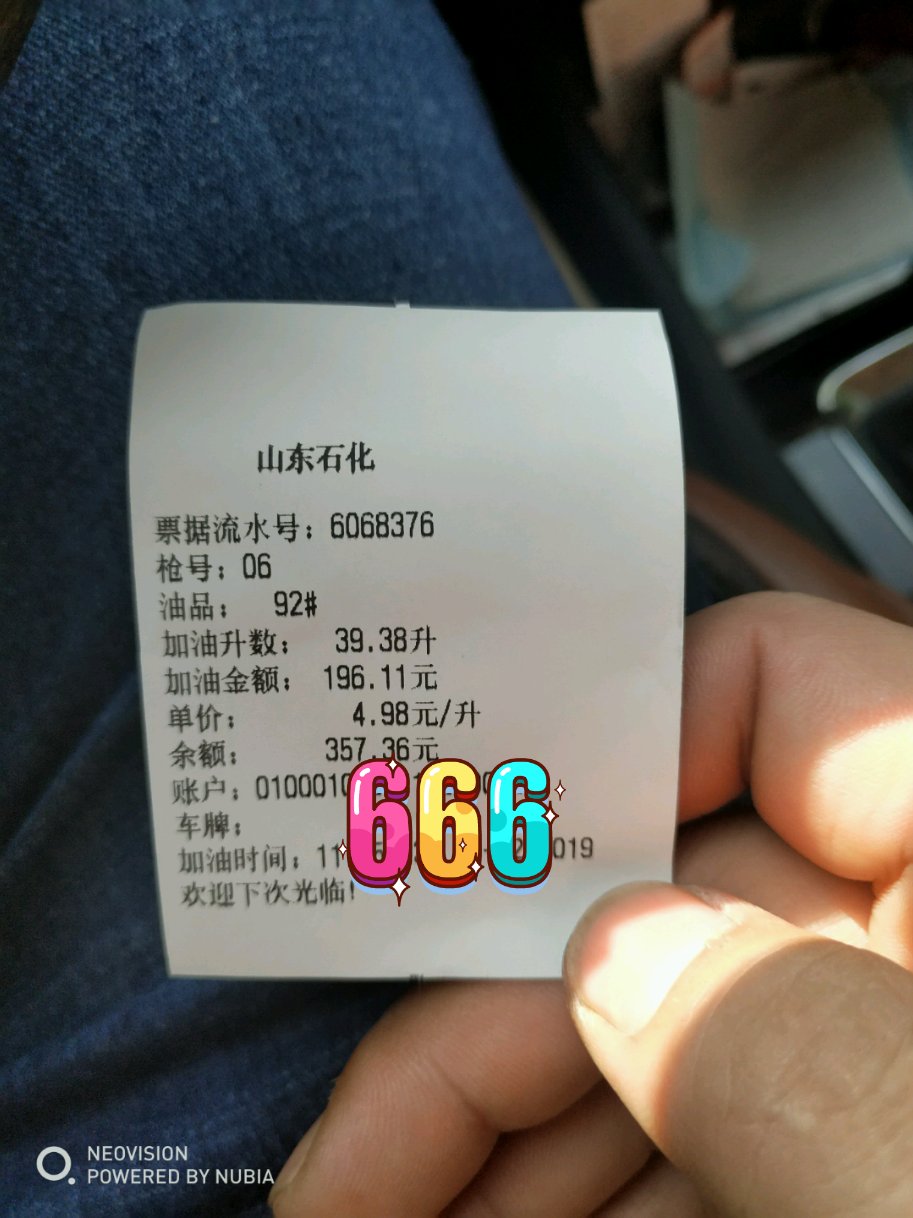 山东石化
票据流水号：6068376
枪号：06
油品： 92#
加油升数： 39.38升
加油金额： 196.11元
单价： 4.98元/升
余额： 357.36元
账户：010001
车牌：
加油时间：11 019
欢迎下次光临！
666
NEOVISION
POWERED BY NUBIA